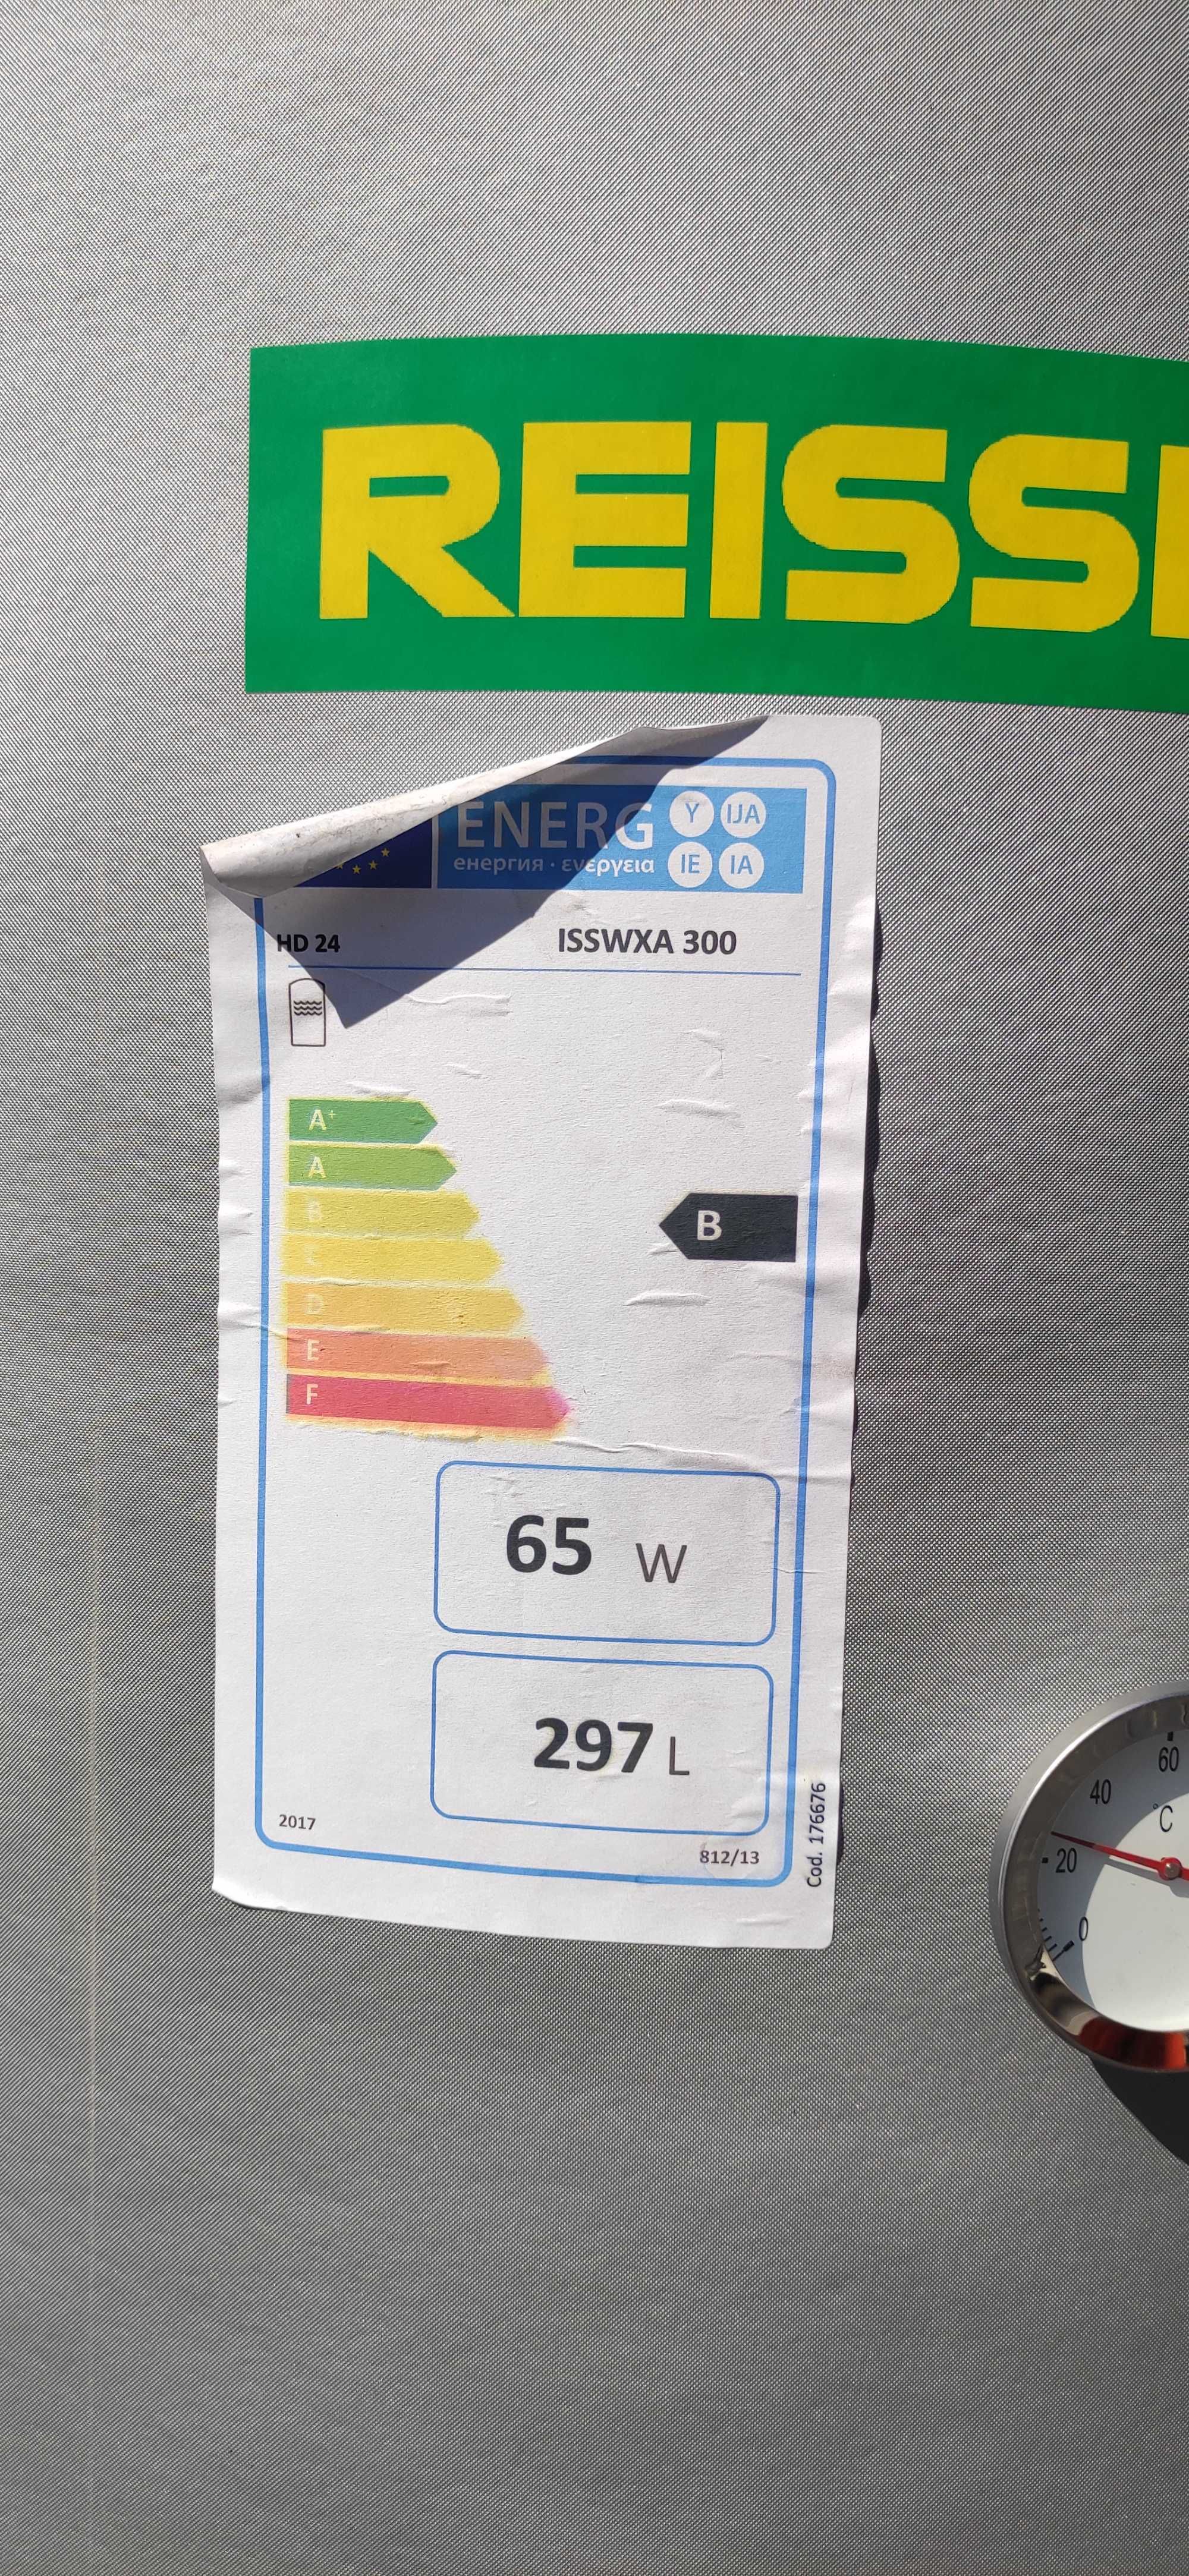 REISS
ENERG Y IJA
енергия · ενεργεια IE IA
HD 24 ISSWXA 300
A+
A
B
B
C
D
E
F
65 W
297 L
2017
812/13
Cod. 176676
60
40
°C
20
0